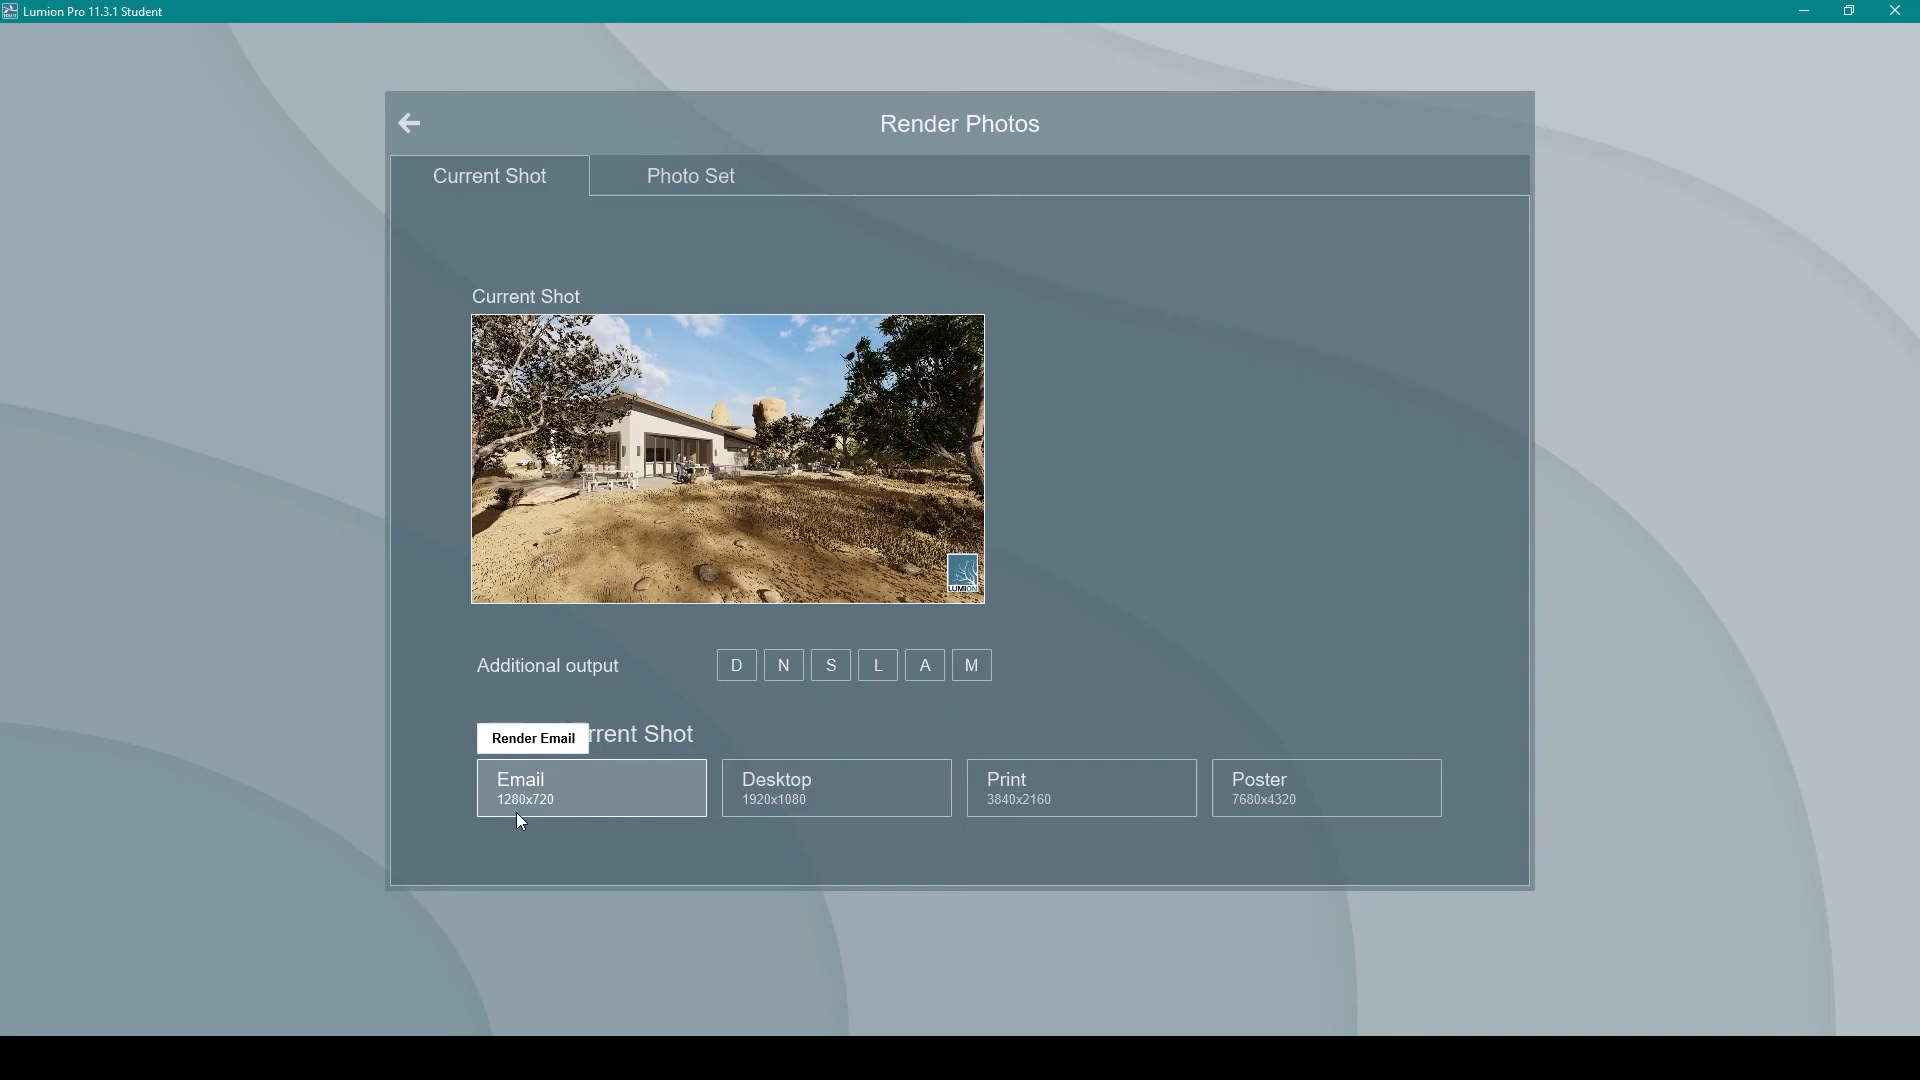 Lumion Pro 11.3.1 Student
Render Photos
Current Shot
Photo Set
Current Shot
LUMION
Additional output
D N S L A M
Render Email
rrent Shot
Email
1280x720
Desktop
1920x1080
Print
3840x2160
Poster
7680x4320